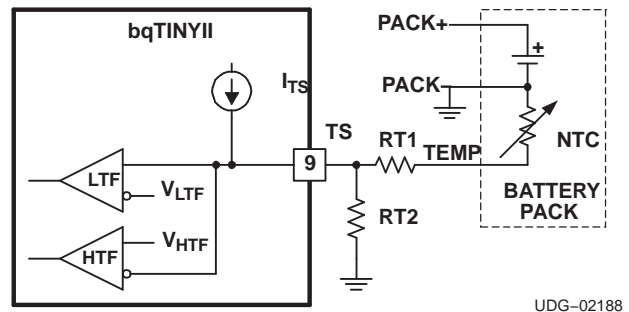 bqTINYII
PACK+
+
I_TS
PACK−
TS
RT1
TEMP
NTC
9
LTF
V_LTF
BATTERY
PACK
RT2
V_HTF
HTF
UDG−02188